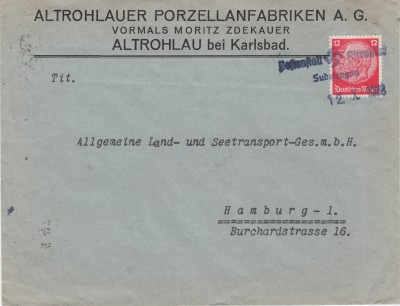 ALTROHLAUER PORZELLANFABRIKEN A. G.
VORMALS MORITZ ZDEKAUER
ALTROHLAU bei Karlsbad.
12 12
Deutsches Reich
Tit.
Allgemeine Land- und Seetransport-Ges.m.b.H.
Hamburg-1.
Burchardstrasse 16.